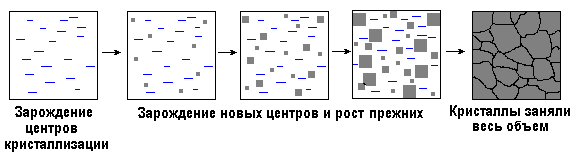 Зарождение
центров
кристаллизации
Зарождение новых центров и рост прежних
Кристаллы заняли
весь объем